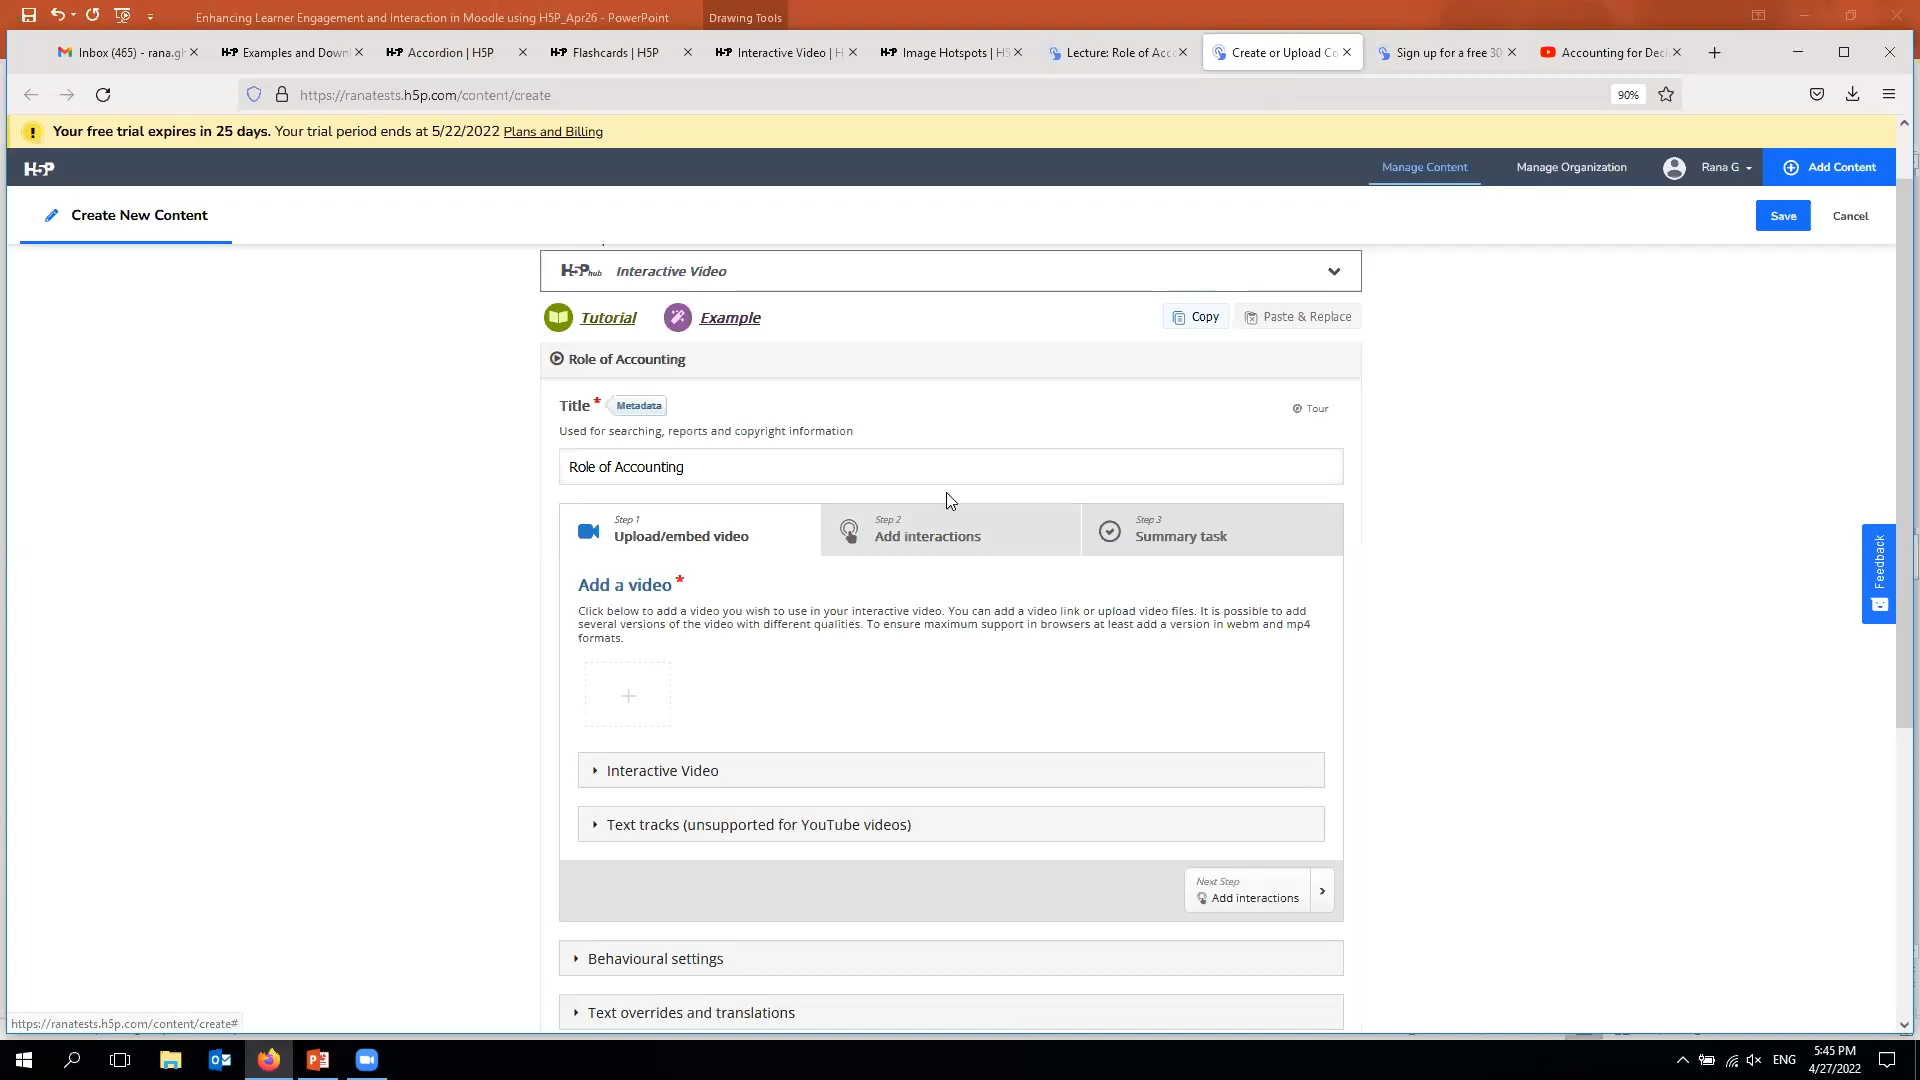 Enhancing Learner Engagement and Interaction in Moodle using H5P_Apr26 - PowerPoint
Drawing Tools
Inbox (465) - rana.gh
H5P Examples and Down
H5P Accordion | H5P
H5P Flashcards | H5P
H5P Interactive Video | H
H5P Image Hotspots | H5
Lecture: Role of Acc
Create or Upload Co
Sign up for a free 30
Accounting for Deci
https://ranatests.h5p.com/content/create
90%
! Your free trial expires in 25 days. Your trial period ends at 5/22/2022 Plans and Billing
H5P
Manage Content
Manage Organization
Rana G
Add Content
Create New Content
Save
Cancel
H5P hub Interactive Video
Tutorial
Example
Copy
Paste & Replace
Role of Accounting
Title * Metadata
Tour
Used for searching, reports and copyright information
Role of Accounting
Step 1
Upload/embed video
Step 2
Add interactions
Step 3
Summary task
Add a video *
Click below to add a video you wish to use in your interactive video. You can add a video link or upload video files. It is possible to add
several versions of the video with different qualities. To ensure maximum support in browsers at least add a version in webm and mp4
formats.
Interactive Video
Text tracks (unsupported for YouTube videos)
Next Step
Add interactions
Behavioural settings
Text overrides and translations
Feedback
https://ranatests.h5p.com/content/create#
ENG
5:45 PM
4/27/2022